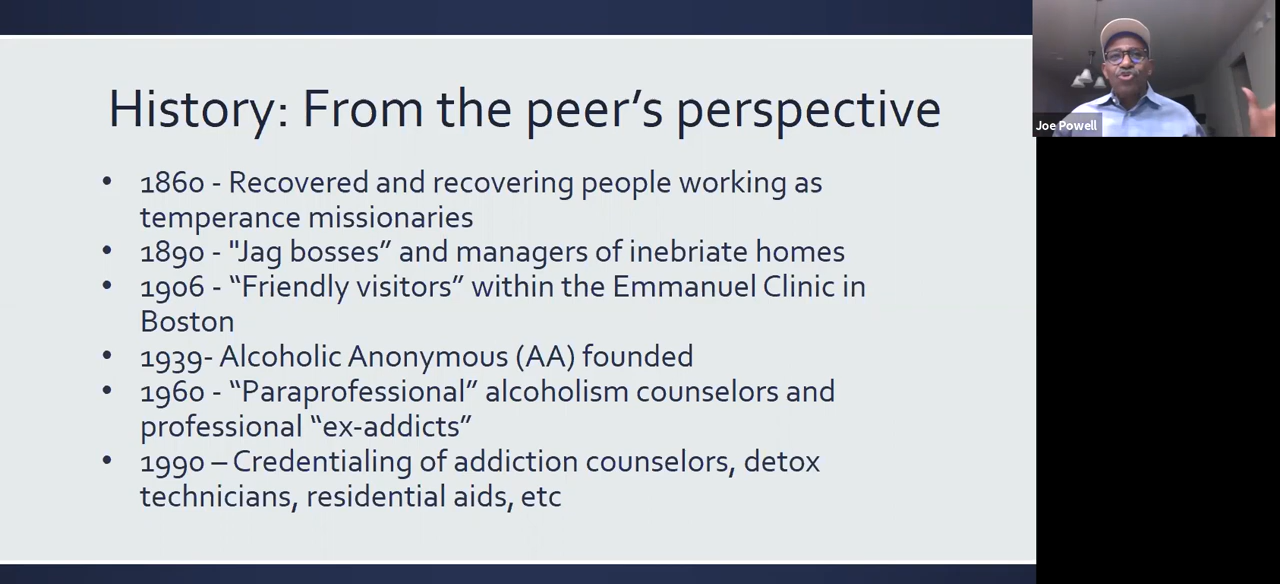 History: From the peer’s perspective
• 1860 - Recovered and recovering people working as
temperance missionaries
• 1890 - "Jag bosses” and managers of inebriate homes
• 1906 - “Friendly visitors” within the Emmanuel Clinic in
Boston
• 1939- Alcoholic Anonymous (AA) founded
• 1960 - “Paraprofessional” alcoholism counselors and
professional “ex-addicts”
• 1990 – Credentialing of addiction counselors, detox
technicians, residential aids, etc
Joe Powell